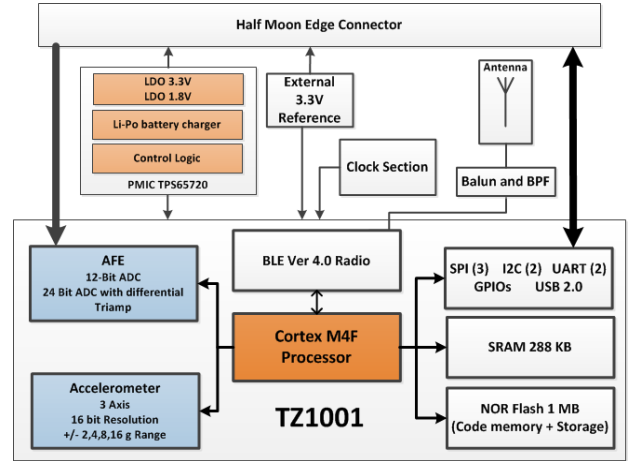 Half Moon Edge Connector
LDO 3.3V
LDO 1.8V
Li-Po battery charger
Control Logic
PMIC TPS65720
External
3.3V
Reference
Clock Section
Antenna
Balun and BPF
AFE
12-Bit ADC
24 Bit ADC with differential
Triamp
BLE Ver 4.0 Radio
SPI (3) I2C (2) UART (2)
GPIOs USB 2.0
Cortex M4F
Processor
SRAM 288 KB
Accelerometer
3 Axis
16 bit Resolution
+/- 2,4,8,16 g Range
TZ1001
NOR Flash 1 MB
(Code memory + Storage)